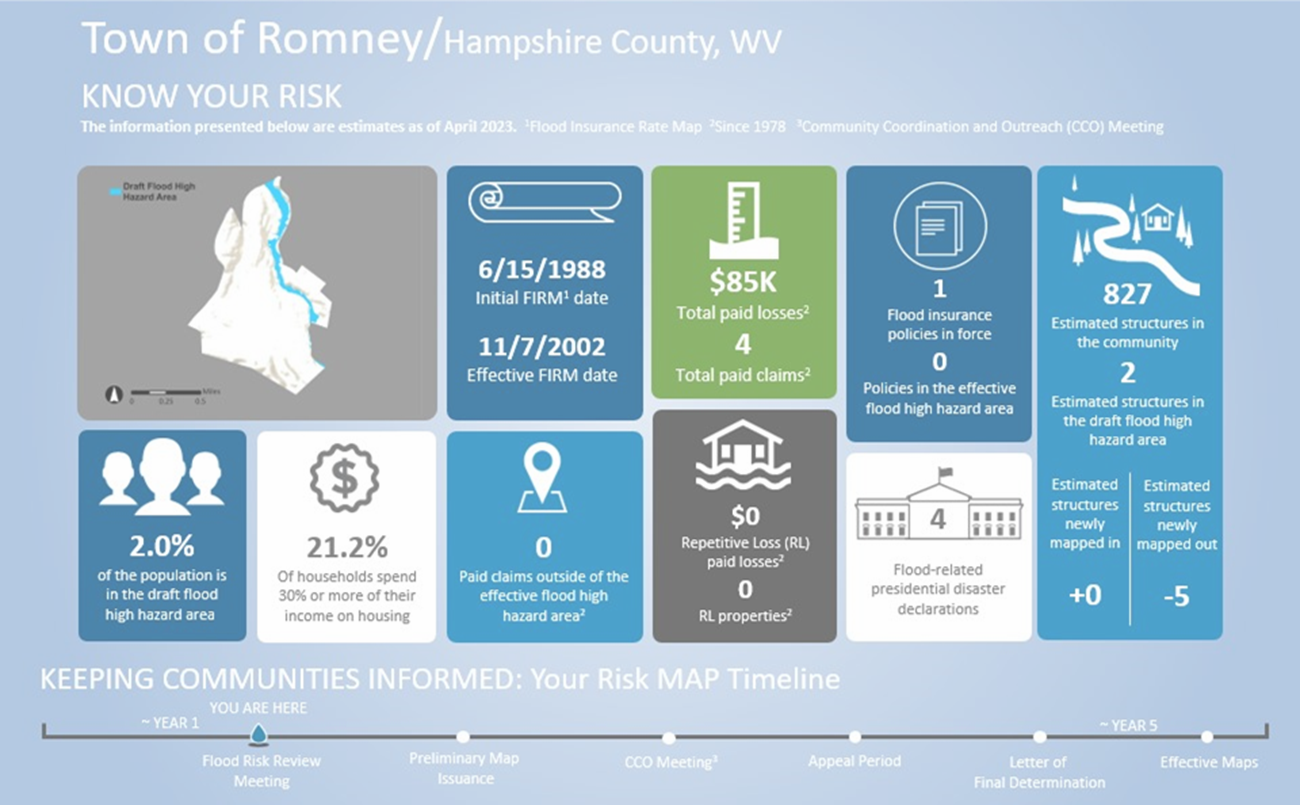 Town of Romney/Hampshire County, WV
KNOW YOUR RISK
The information presented below are estimates as of April 2023. ¹Flood Insurance Rate Map ²Since 1978 ³Community Coordination and Outreach (CCO) Meeting
Draft Flood High
Hazard Area
Miles
0 0.25 0.5
6/15/1988
Initial FIRM¹ date
11/7/2002
Effective FIRM date
$85K
Total paid losses²
4
Total paid claims²
1
Flood insurance
policies in force
0
Policies in the effective
flood high hazard area
827
Estimated structures in
the community
2
Estimated structures in
the draft flood high
hazard area
Estimated
structures
newly
mapped in
+0
Estimated
structures
newly
mapped out
-5
2.0%
of the population is
in the draft flood
high hazard area
$
21.2%
Of households spend
30% or more of their
income on housing
0
Paid claims outside of the
effective flood high
hazard area²
$0
Repetitive Loss (RL)
paid losses²
0
RL properties²
4
Flood-related
presidential disaster
declarations
KEEPING COMMUNITIES INFORMED: Your Risk MAP Timeline
~ YEAR 1
YOU ARE HERE
~ YEAR 5
Flood Risk Review
Meeting
Preliminary Map
Issuance
CCO Meeting³
Appeal Period
Letter of
Final Determination
Effective Maps